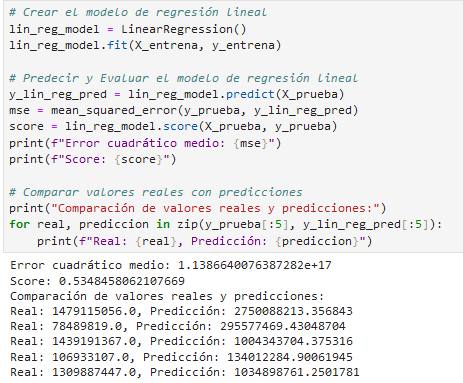 # Crear el modelo de regresión lineal
lin_reg_model = LinearRegression()
lin_reg_model.fit(X_entrena, y_entrena)

# Predecir y Evaluar el modelo de regresión lineal
y_lin_reg_pred = lin_reg_model.predict(X_prueba)
mse = mean_squared_error(y_prueba, y_lin_reg_pred)
score = lin_reg_model.score(X_prueba, y_prueba)
print(f"Error cuadrático medio: {mse}")
print(f"Score: {score}")

# Comparar valores reales con predicciones
print("Comparación de valores reales y predicciones:")
for real, prediccion in zip(y_prueba[:5], y_lin_reg_pred[:5]):
    print(f"Real: {real}, Predicción: {prediccion}")
Error cuadrático medio: 1.1386640076387282e+17
Score: 0.5348458062107669
Comparación de valores reales y predicciones:
Real: 1479115056.0, Predicción: 2750088213.356843
Real: 78489819.0, Predicción: 295577469.43048704
Real: 1439191367.0, Predicción: 1004343704.375316
Real: 106933107.0, Predicción: 134012284.90061945
Real: 1309887447.0, Predicción: 1034898761.2501781